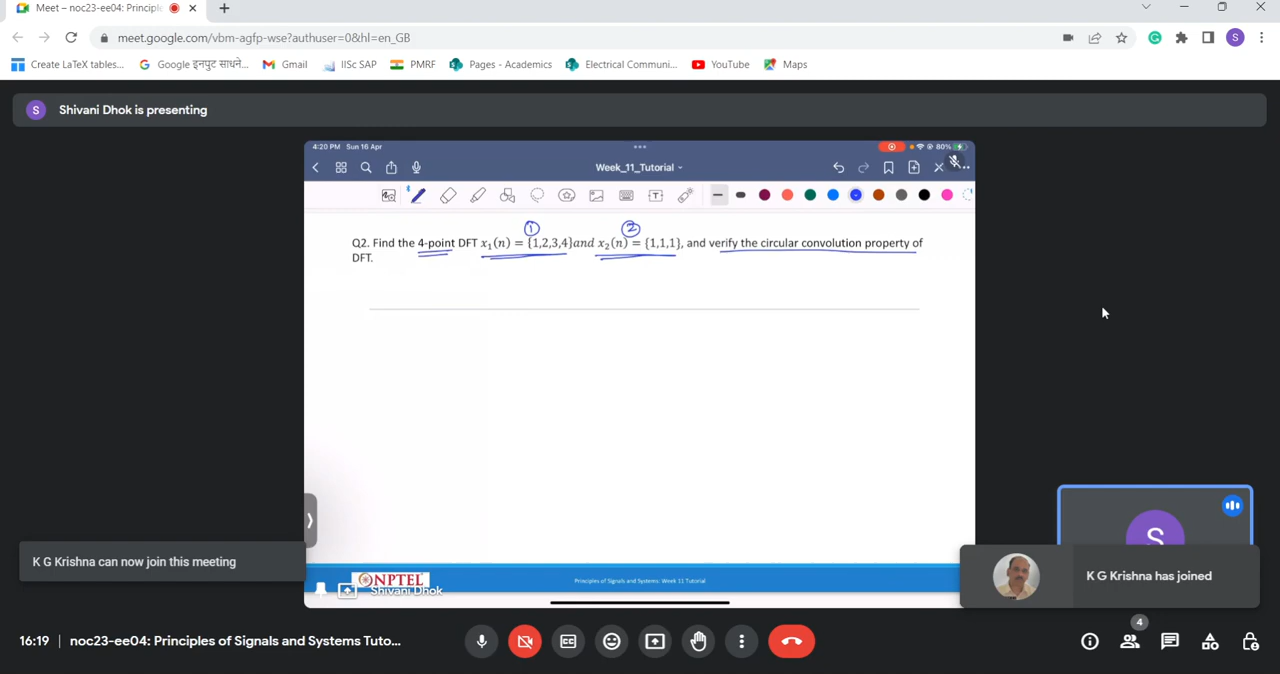 Meet – noc23-ee04: Principle
meet.google.com/vbm-agfp-wse?authuser=0&hl=en_GB
Create LaTeX tables...
Google इनपुट साधने...
Gmail
IISc SAP
PMRF
Pages - Academics
Electrical Communi...
YouTube
Maps
S
S
Shivani Dhok is presenting
4:20 PM Sun 16 Apr
80%
Week_11_Tutorial
① ②
Q2. Find the 4-point DFT x₁(n) = {1,2,3,4}and x₂(n) = {1,1,1}, and verify the circular convolution property of
DFT.
K G Krishna can now join this meeting
NPTEL
Principles of Signals and Systems: Week 11 Tutorial
Shivani Dhok
S
K G Krishna has joined
16:19 | noc23-ee04: Principles of Signals and Systems Tuto...
4